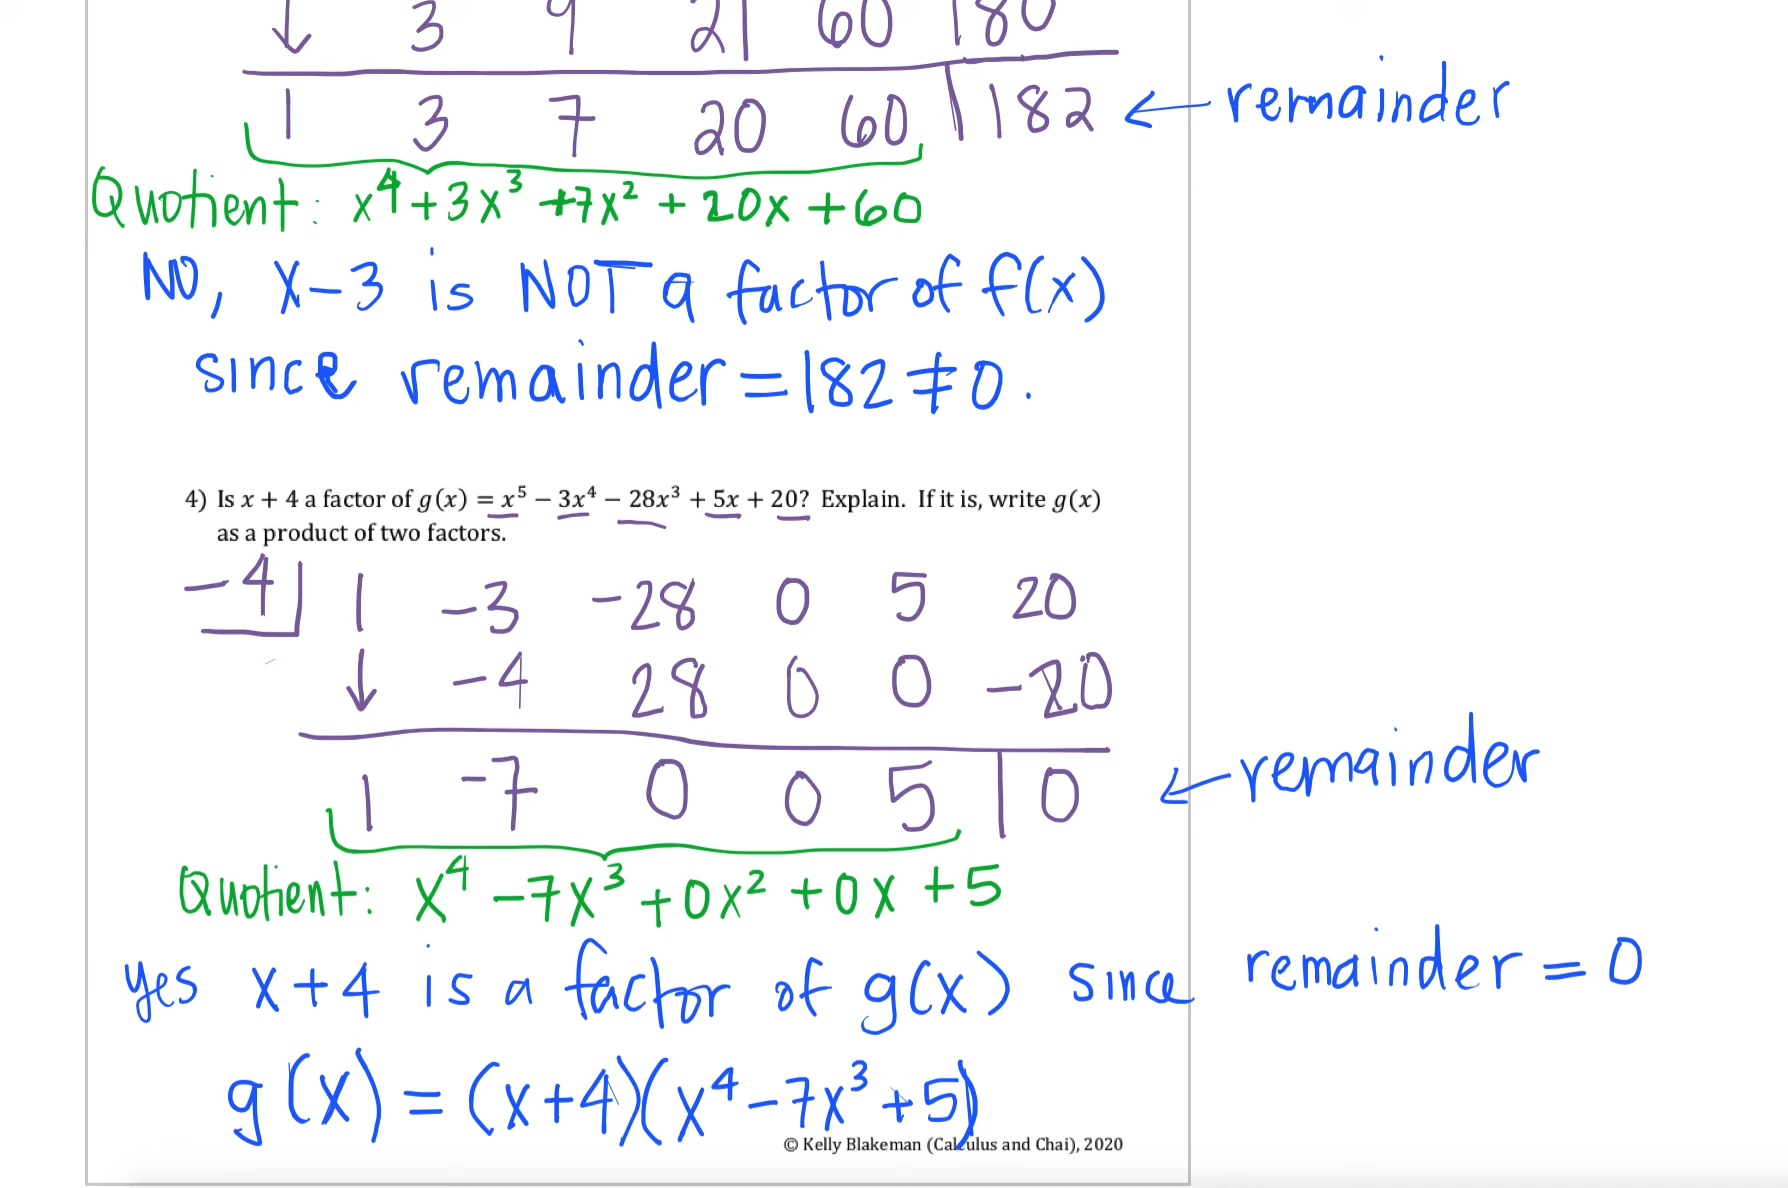 ↓ 3 9 21 60 180
1 3 7 20 60 | 182 ← remainder
Quotient: x⁴+3x³+7x²+20x+60
NO, x-3 is NOT a factor of f(x)
since remainder=182≠0.
4) Is x + 4 a factor of g(x) = x⁵ − 3x⁴ − 28x³ + 5x + 20? Explain. If it is, write g(x)
as a product of two factors.
-4| 1 -3 -28 0 5 20
↓ -4 28 0 0 -20
1 -7 0 0 5 | 0 ← remainder
Quotient: x⁴ -7x³ +0x² +0x +5
yes x+4 is a factor of g(x) since remainder = 0
g(x) = (x+4)(x⁴-7x³+5)
© Kelly Blakeman (Calculus and Chai), 2020